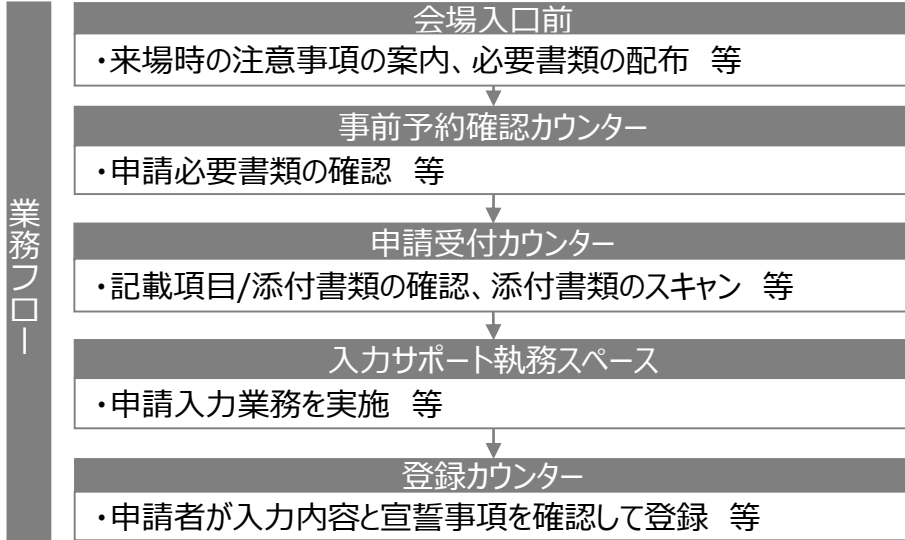 業務フロー
会場入口前
・来場時の注意事項の案内、必要書類の配布　等
事前予約確認カウンター
・申請必要書類の確認　等
申請受付カウンター
・記載項目/添付書類の確認、添付書類のスキャン　等
入力サポート執務スペース
・申請入力業務を実施　等
登録カウンター
・申請者が入力内容と宣誓事項を確認して登録　等